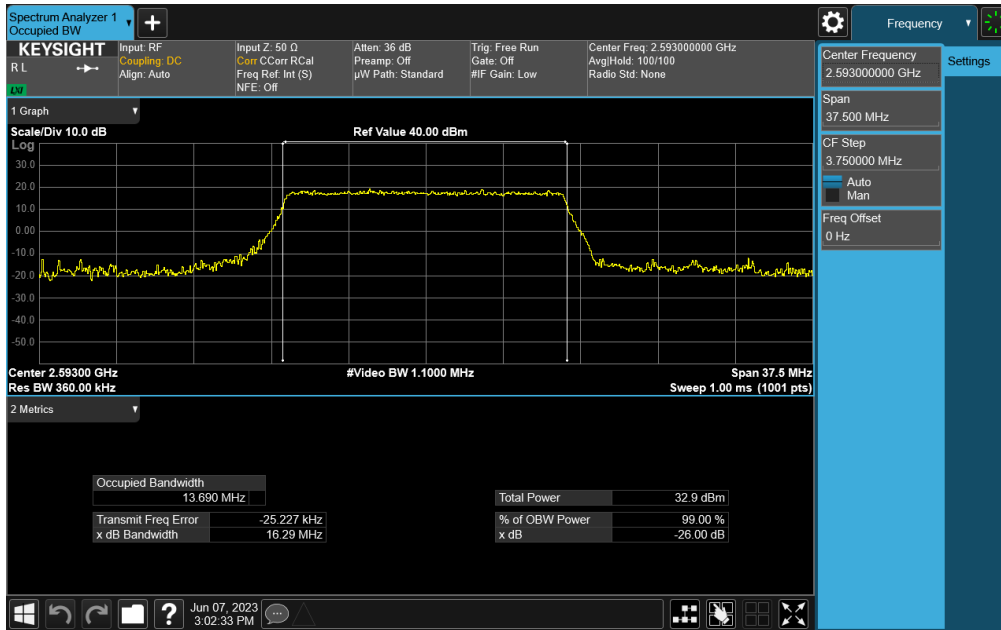 Spectrum Analyzer 1
Occupied BW
Frequency
KEYSIGHT
R L
LXI
Input: RF
Coupling: DC
Align: Auto
Input Z: 50 Ω
Corr CCorr RCal
Freq Ref: Int (S)
NFE: Off
Atten: 36 dB
Preamp: Off
µW Path: Standard
Trig: Free Run
Gate: Off
#IF Gain: Low
Center Freq: 2.593000000 GHz
Avg|Hold: 100/100
Radio Std: None
Center Frequency
2.593000000 GHz
Settings
Span
37.500 MHz
CF Step
3.750000 MHz
Auto
Man
Freq Offset
0 Hz
1 Graph
Scale/Div 10.0 dB
Ref Value 40.00 dBm
Log
30.0
20.0
10.0
0.00
-10.0
-20.0
-30.0
-40.0
-50.0
Center 2.59300 GHz
#Video BW 1.1000 MHz
Span 37.5 MHz
Res BW 360.00 kHz
Sweep 1.00 ms (1001 pts)
2 Metrics
Occupied Bandwidth
13.690 MHz
Total Power 32.9 dBm
Transmit Freq Error -25.227 kHz
% of OBW Power 99.00 %
x dB Bandwidth 16.29 MHz
x dB -26.00 dB
?
Jun 07, 2023
3:02:33 PM